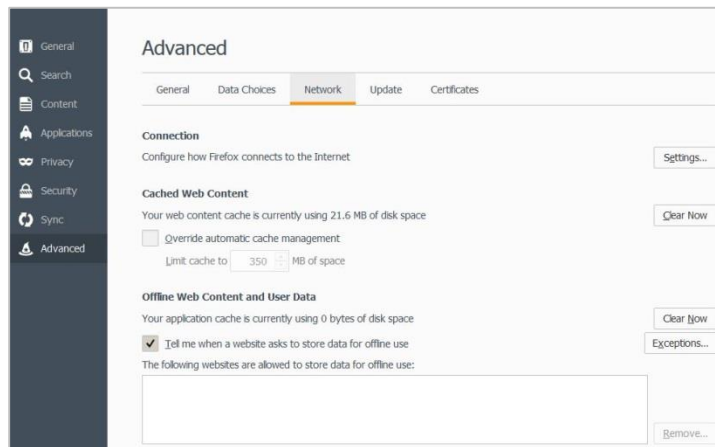 General
Search
Content
Applications
Privacy
Security
Sync
Advanced
Advanced
General Data Choices Network Update Certificates
Connection
Configure how Firefox connects to the Internet Settings...
Cached Web Content
Your web content cache is currently using 21.6 MB of disk space Clear Now
Override automatic cache management
Limit cache to 350 MB of space
Offline Web Content and User Data
Your application cache is currently using 0 bytes of disk space Clear Now
Tell me when a website asks to store data for offline use Exceptions...
The following websites are allowed to store data for offline use:
Remove...